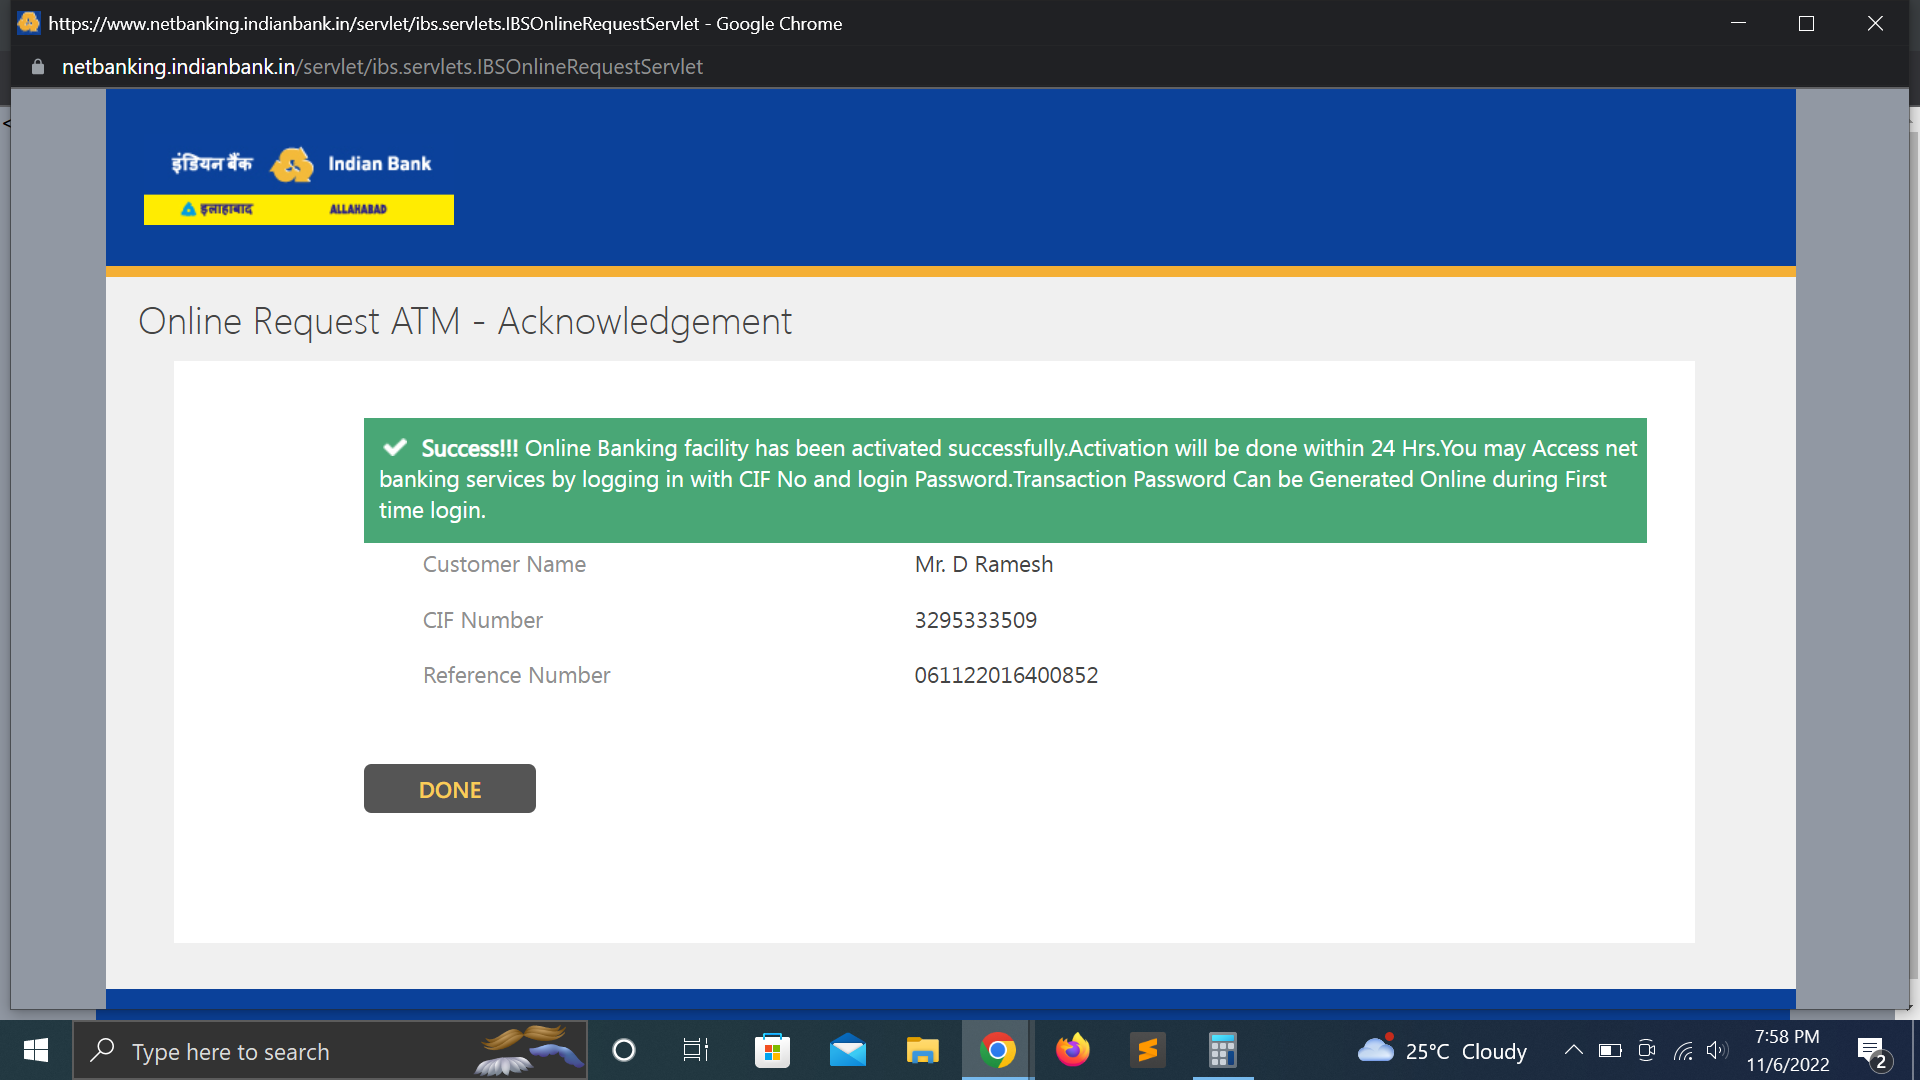 https://www.netbanking.indianbank.in/servlet/ibs.servlets.IBSOnlineRequestServlet - Google Chrome
netbanking.indianbank.in/servlet/ibs.servlets.IBSOnlineRequestServlet
इंडियन बैंक Indian Bank
इलाहाबाद ALLAHABAD
Online Request ATM - Acknowledgement
Success!!! Online Banking facility has been activated successfully.Activation will be done within 24 Hrs.You may Access net
banking services by logging in with CIF No and login Password.Transaction Password Can be Generated Online during First
time login.
Customer Name Mr. D Ramesh
CIF Number 3295333509
Reference Number 061122016400852
DONE
Type here to search
25°C Cloudy
7:58 PM
11/6/2022
2